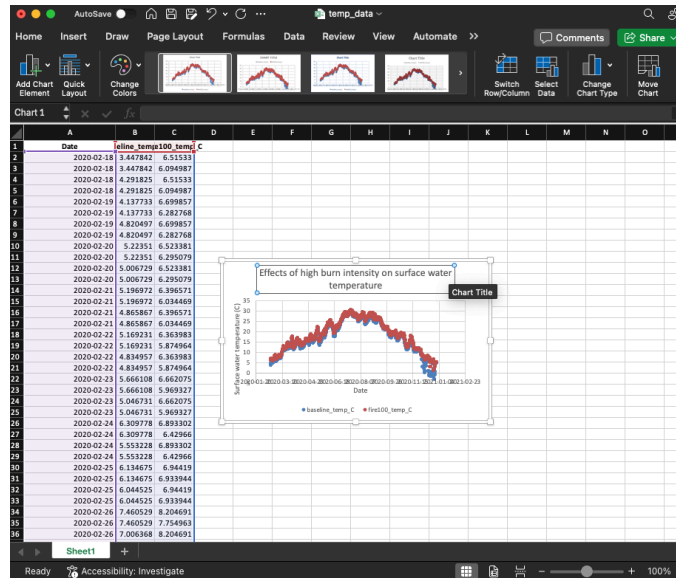 AutoSave
temp_data
Home Insert Draw Page Layout Formulas Data Review View Automate >> Comments Share
Add Chart Element
Quick Layout
Change Colors
Switch Row/Column
Select Data
Change Chart Type
Move Chart
Chart 1 fx
A B C D E F G H I J K L M N O
1 Date eline_tempe100_temp_C
2 2020-02-18 3.447842 6.51533
3 2020-02-18 3.447842 6.094987
4 2020-02-18 4.291825 6.51533
5 2020-02-18 4.291825 6.094987
6 2020-02-19 4.137733 6.699857
7 2020-02-19 4.137733 6.282768
8 2020-02-19 4.820497 6.699857
9 2020-02-19 4.820497 6.282768
10 2020-02-20 5.22351 6.523381
11 2020-02-20 5.22351 6.295079
12 2020-02-20 5.006729 6.523381
13 2020-02-20 5.006729 6.295079
14 2020-02-21 5.196972 6.396571
15 2020-02-21 5.196972 6.034469
16 2020-02-21 4.865867 6.396571
17 2020-02-21 4.865867 6.034469
18 2020-02-22 5.169231 6.363983
19 2020-02-22 5.169231 5.874964
20 2020-02-22 4.834957 6.363983
21 2020-02-22 4.834957 5.874964
22 2020-02-23 5.666108 6.662075
23 2020-02-23 5.666108 5.969327
24 2020-02-23 5.046731 6.662075
25 2020-02-23 5.046731 5.969327
26 2020-02-24 6.309778 6.893302
27 2020-02-24 6.309778 6.42966
28 2020-02-24 5.553228 6.893302
29 2020-02-24 5.553228 6.42966
30 2020-02-25 6.134675 6.94419
31 2020-02-25 6.134675 6.933944
32 2020-02-25 6.044525 6.94419
33 2020-02-25 6.044525 6.933944
34 2020-02-26 7.460529 8.204691
35 2020-02-26 7.460529 7.754963
36 2020-02-26 7.006368 8.204691
Effects of high burn intensity on surface water
temperature
Chart Title
Surface water temperature (C)
35
30
25
20
15
10
5
0
Date
baseline_temp_C fire100_temp_C
Sheet1 +
Ready Accessibility: Investigate 100%